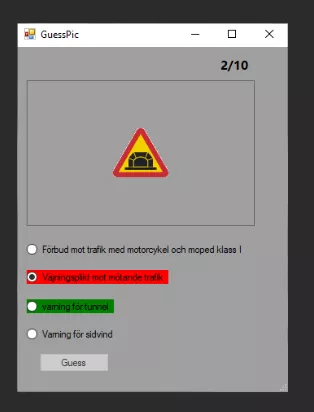 GuessPic
2/10
Förbud mot trafik med motorcykel och moped klass I
Väjningsplikt mot mötande trafik
varning för tunnel
Varning för sidvind
Guess